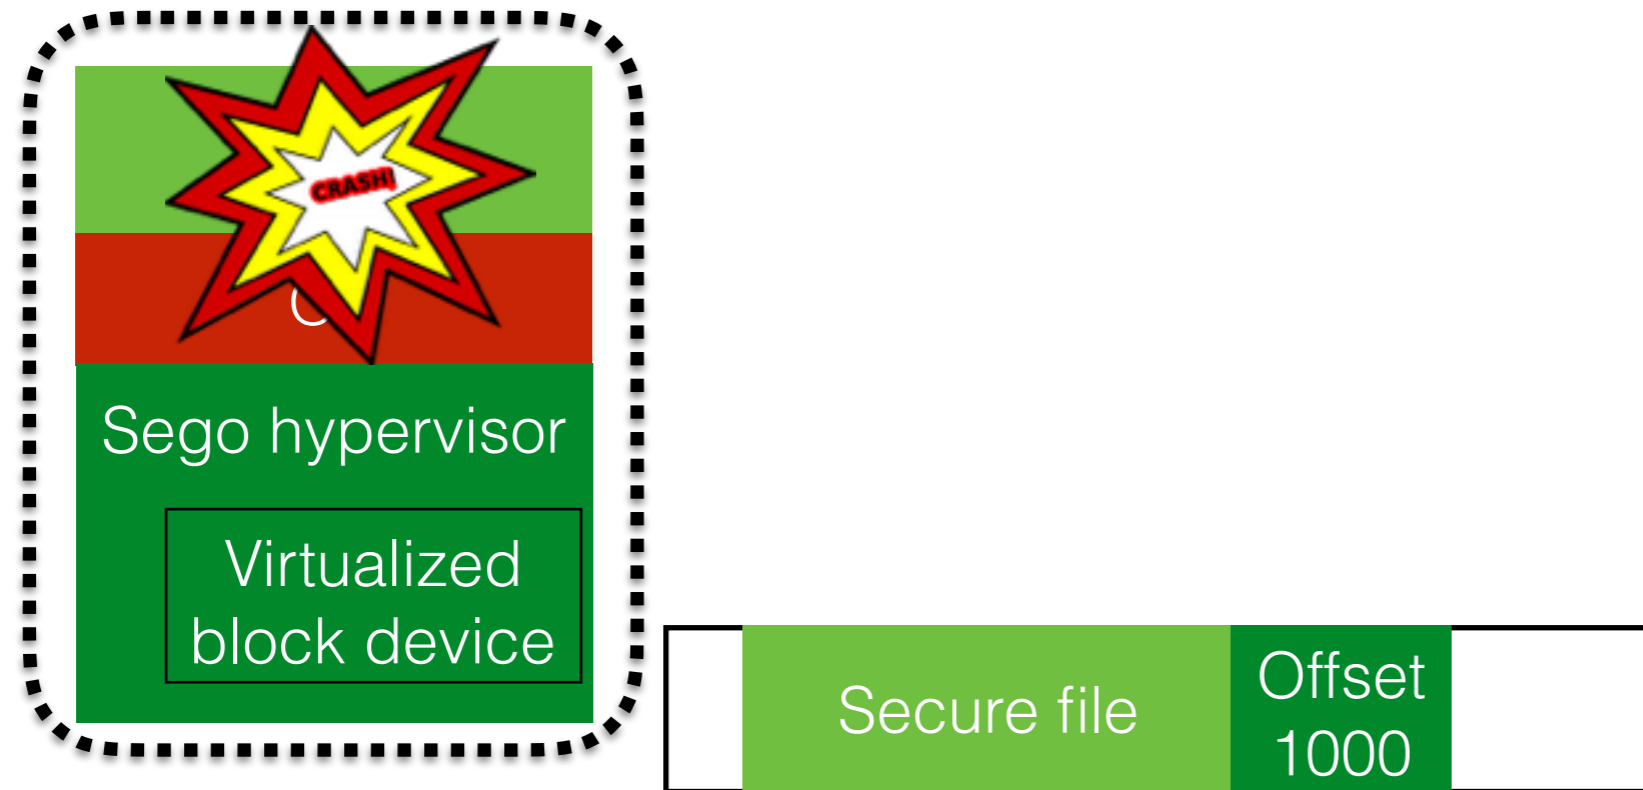 CRASH!
Sego hypervisor
Virtualized
block device
Secure file
Offset
1000